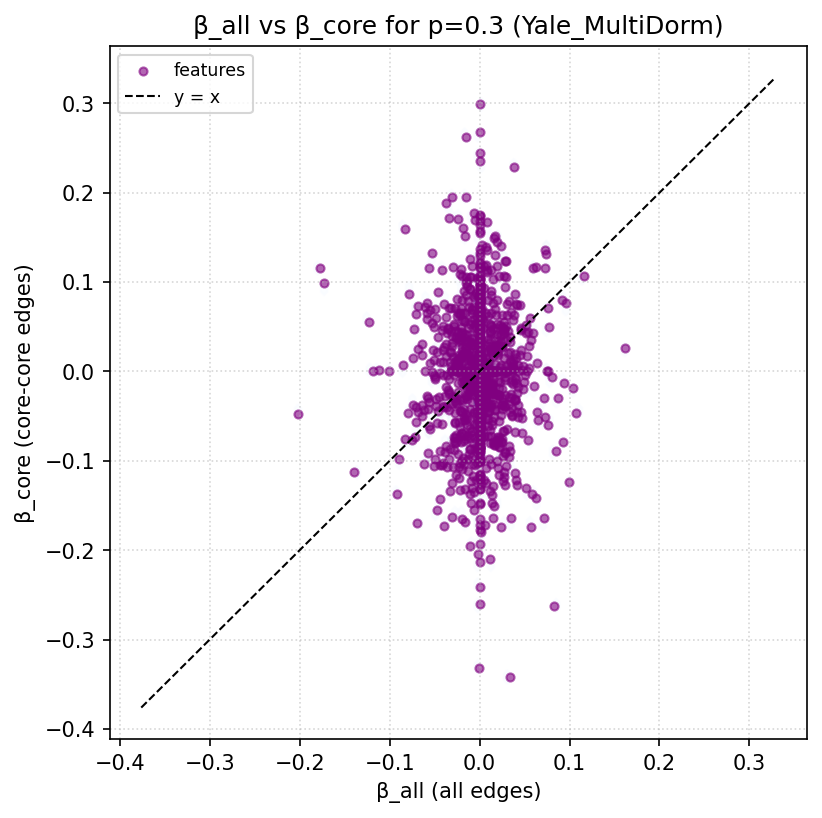 β_all vs β_core for p=0.3 (Yale_MultiDorm)
features
y = x
β_core (core-core edges)
0.3
0.2
0.1
0.0
−0.1
−0.2
−0.3
−0.4
−0.4 −0.3 −0.2 −0.1 0.0 0.1 0.2 0.3
β_all (all edges)